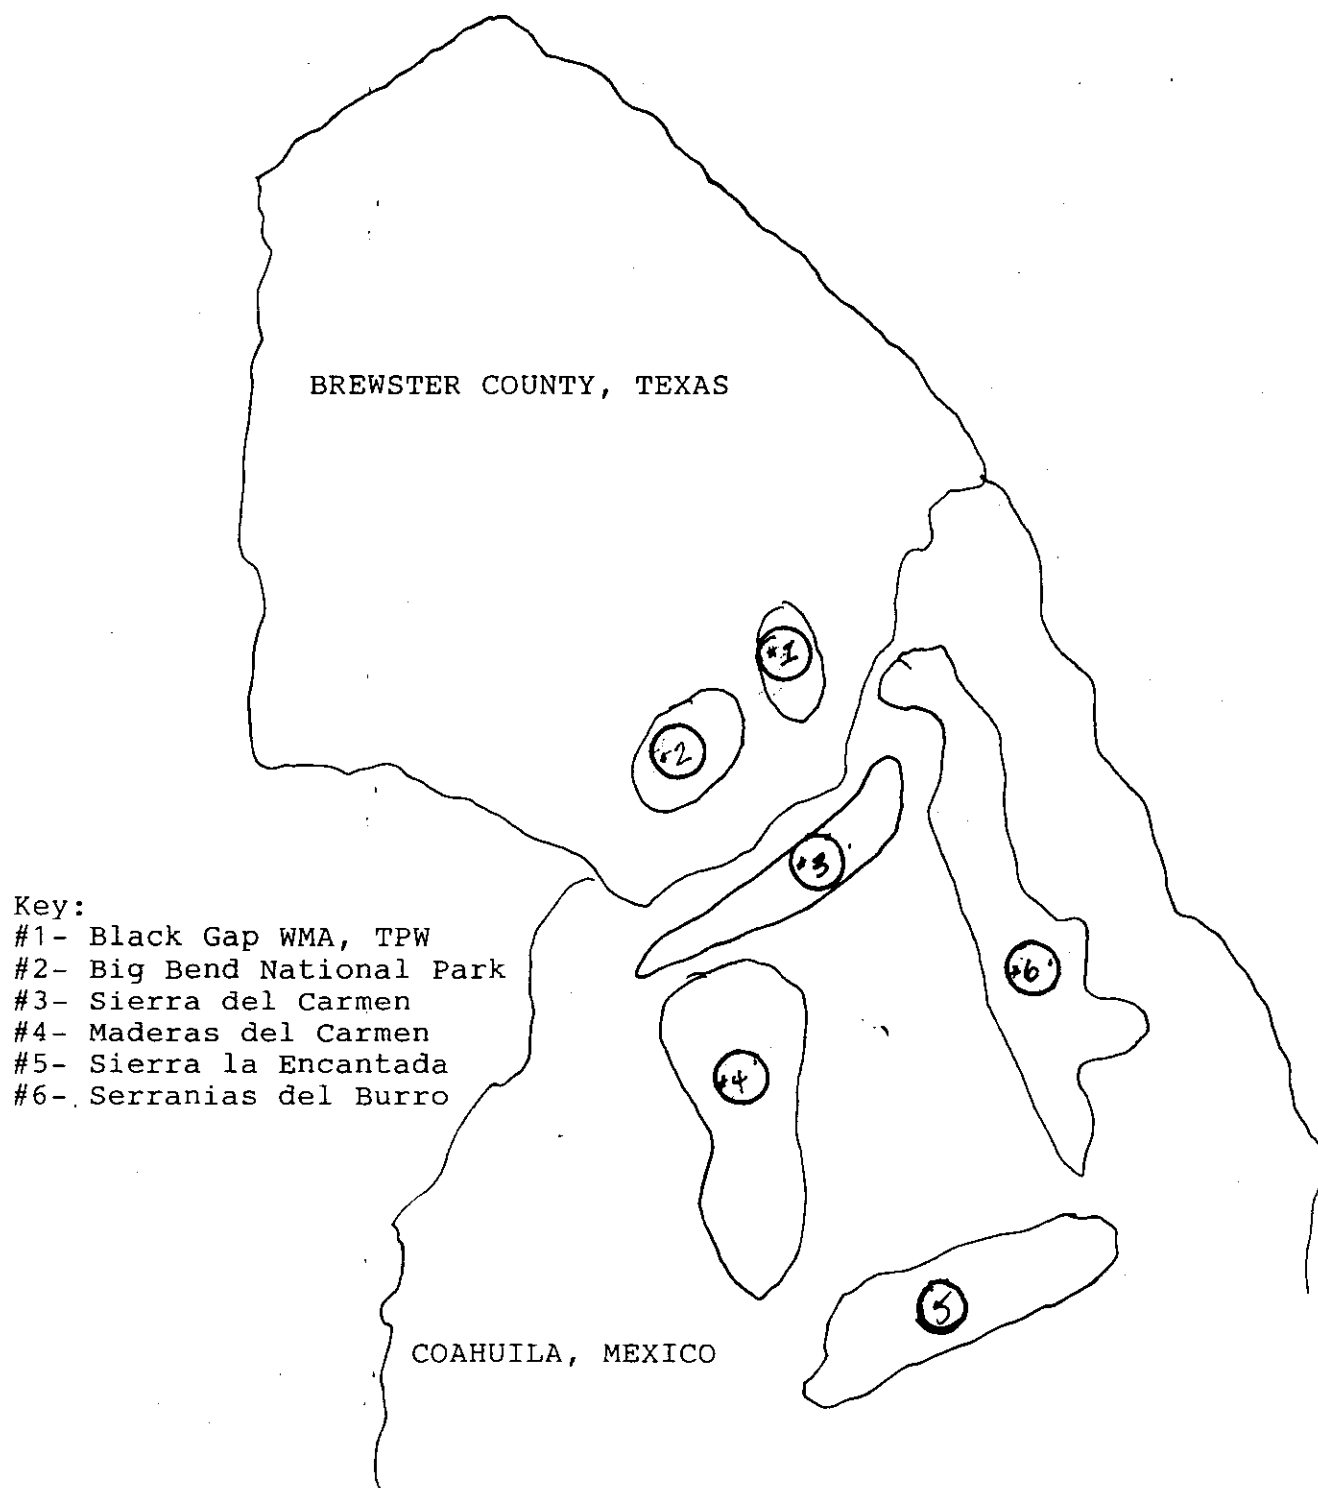 BREWSTER COUNTY, TEXAS
#1
#2
#3
Key:
#1- Black Gap WMA, TPW
#2- Big Bend National Park
#3- Sierra del Carmen
#4- Maderas del Carmen
#5- Sierra la Encantada
#6- Serranias del Burro
#6
#4
5
COAHUILA, MEXICO